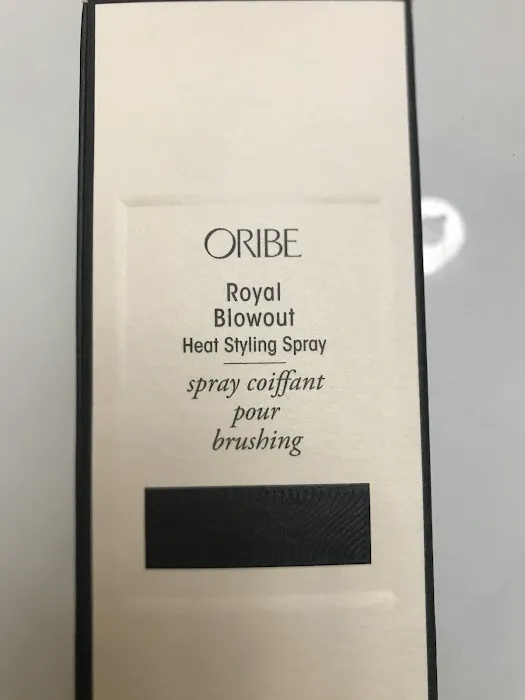 ORIBE
Royal
Blowout
Heat Styling Spray
spray coiffant
pour
brushing